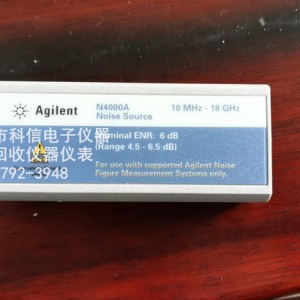 Agilent
N4000A
Noise Source
10 MHz - 18 GHz
市科信电子仪器
Nominal ENR: 6 dB
回收仪器仪表
(Range 4.5 - 6.5 dB)
792-3948
For use with supported Agilent Noise
Figure Measurement Systems only.